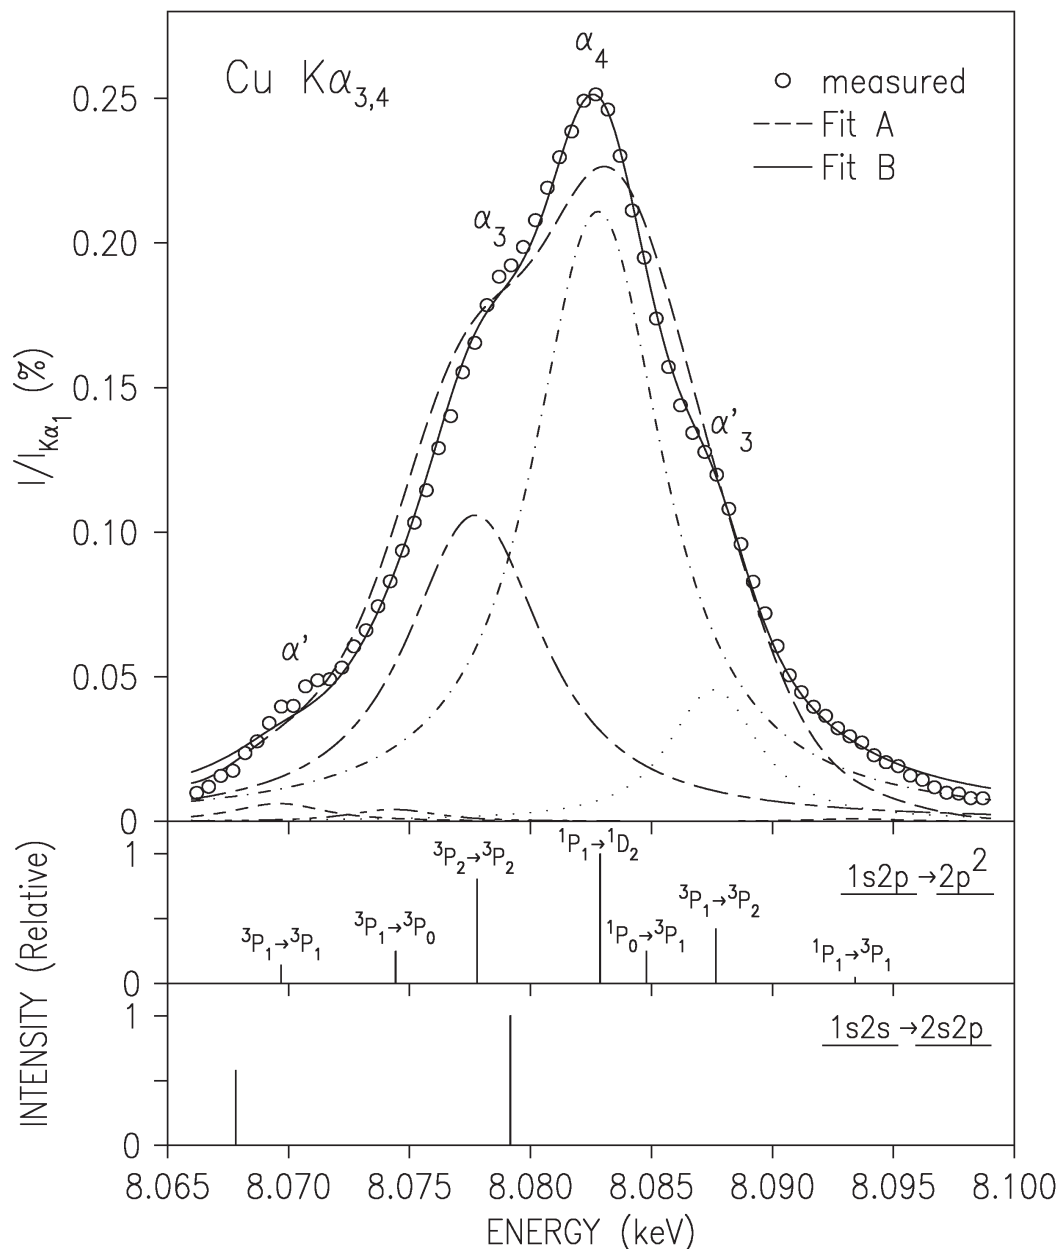 Cu Kα₃,₄
α₄
measured
Fit A
Fit B
α₃
α'₃
α'
I/I_Kα₁ (%)
0.25
0.20
0.15
0.10
0.05
0
INTENSITY (Relative)
1
0
³P₁→³P₁
³P₁→³P₀
³P₂→³P₂
¹P₁→¹D₂
¹P₀→³P₁
³P₁→³P₂
¹P₁→³P₁
1s2p→2p²
1
0
1s2s→2s2p
8.065 8.070 8.075 8.080 8.085 8.090 8.095 8.100
ENERGY (keV)